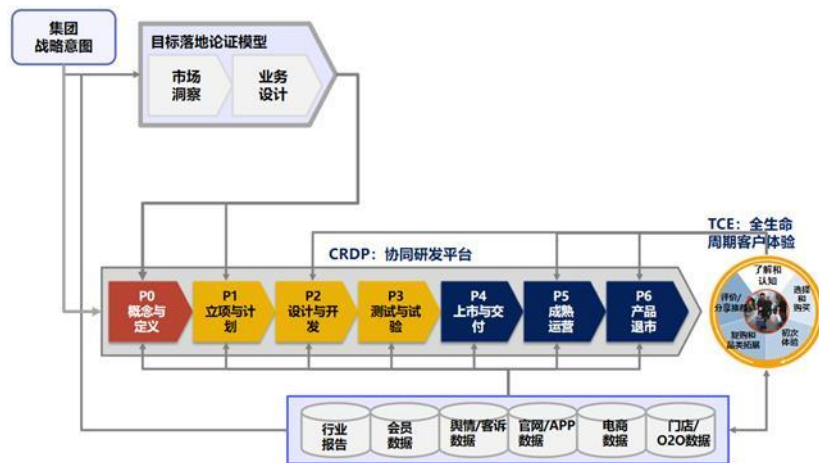 集团
战略意图
目标落地论证模型
市场
洞察
业务
设计
TCE：全生命
周期客户体验
CRDP：协同研发平台
P0
概念与
定义
P1
立项与计
划
P2
设计与开
发
P3
测试与试
验
P4
上市与交
付
P5
成熟
运营
P6
产品
退市
了解和
认知
选择
和
购买
初次
体验
复购和
品类拓展
评价/
分享推荐
行业
报告
会员
数据
舆情/客诉
数据
官网/APP
数据
电商
数据
门店/
O2O数据